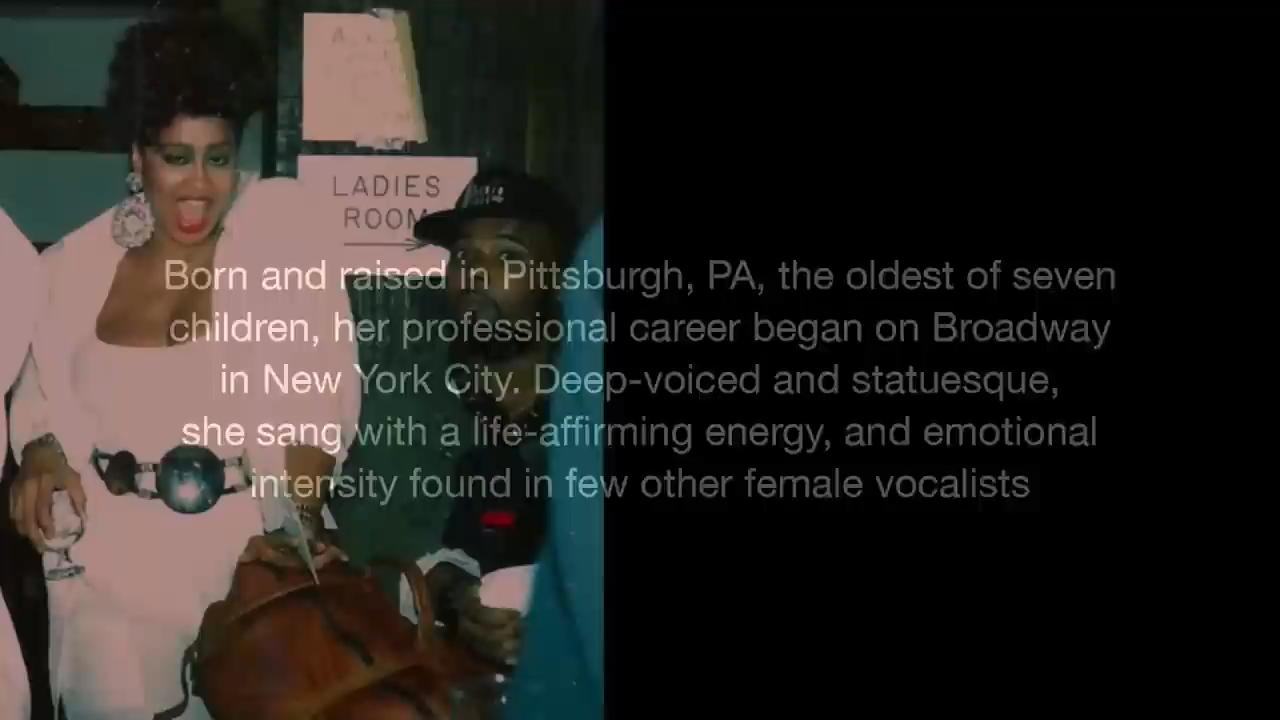 LADIES
ROOM
Born and raised in Pittsburgh, PA, the oldest of seven
children, her professional career began on Broadway
in New York City. Deep-voiced and statuesque,
she sang with a life-affirming energy, and emotional
intensity found in few other female vocalists